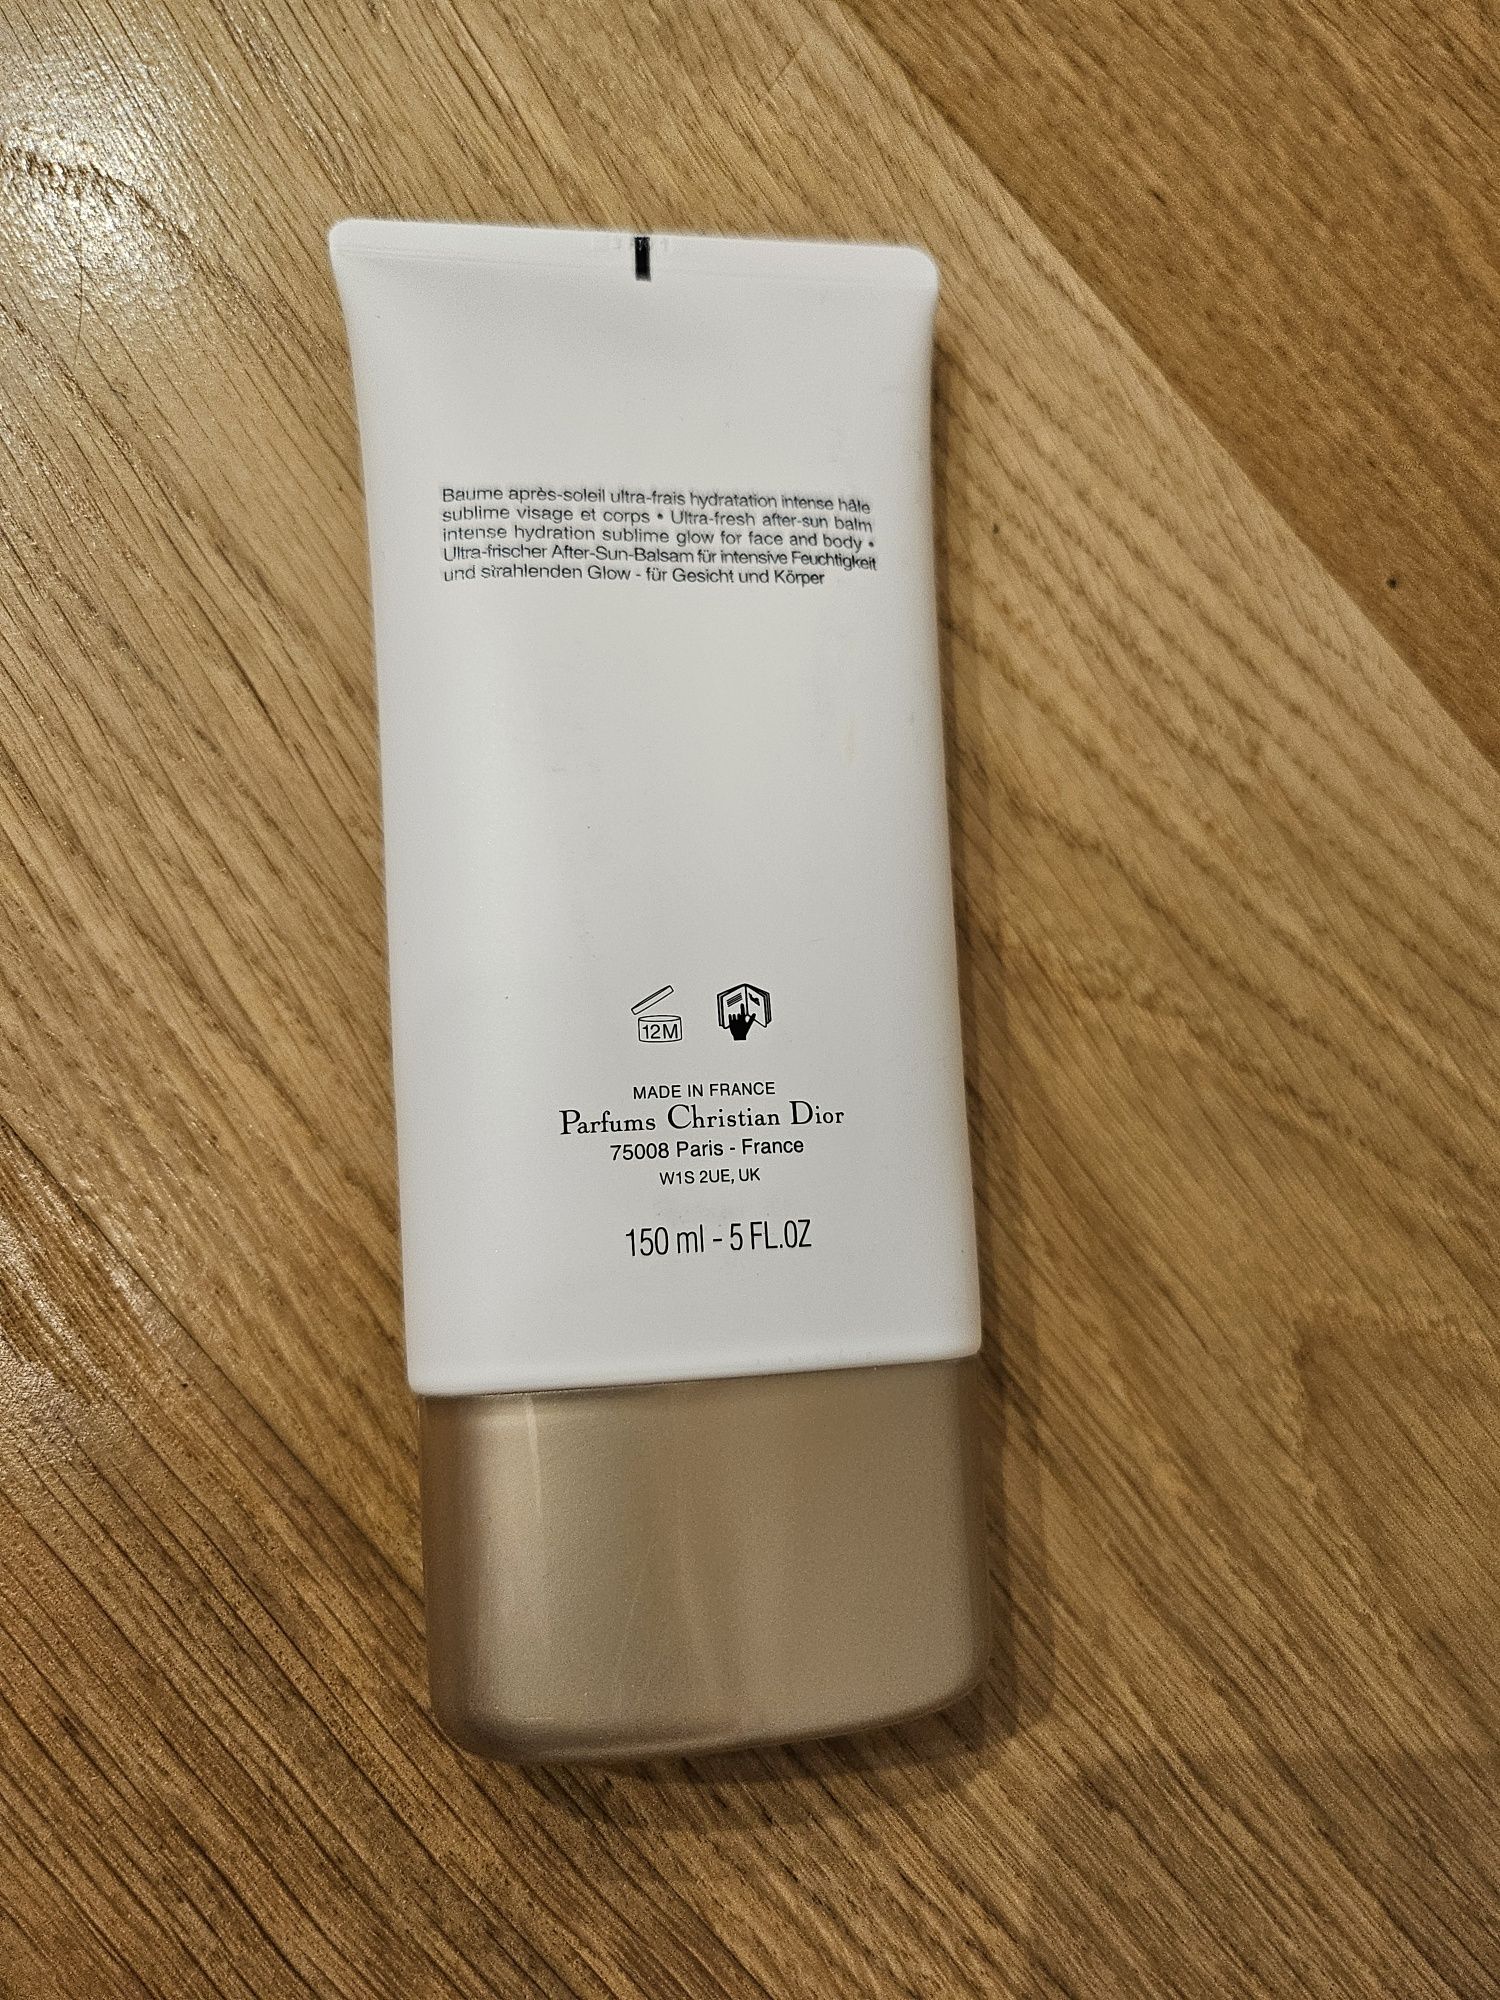 Baume après-soleil ultra-frais hydratation intense hâle
sublime visage et corps • Ultra-fresh after-sun balm
intense hydration sublime glow for face and body •
Ultra-frischer After-Sun-Balsam für intensive Feuchtigkeit
und strahlenden Glow - für Gesicht und Körper
12M
MADE IN FRANCE
Parfums Christian Dior
75008 Paris - France
W1S 2UE, UK
150 ml - 5 FL.OZ